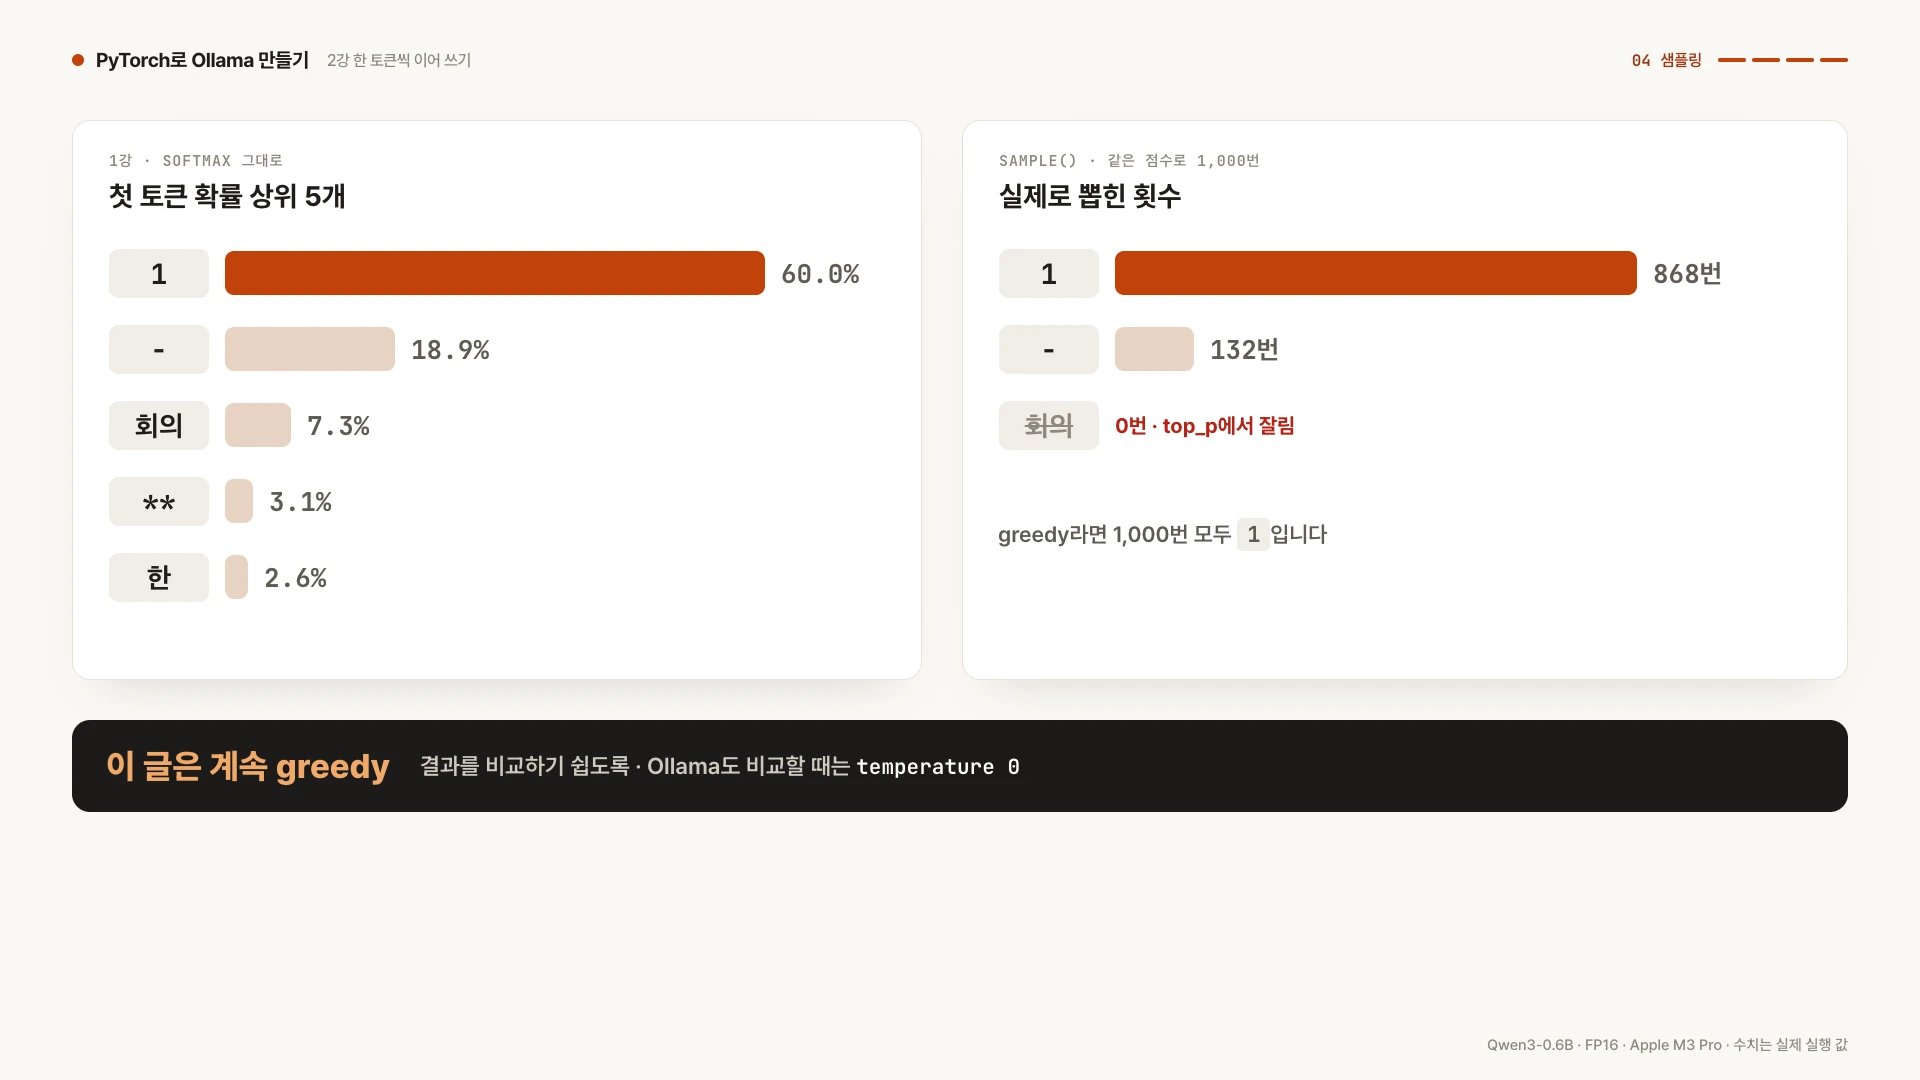 PyTorch로 Ollama 만들기 2강 한 토큰씩 이어 쓰기
04 샘플링
1강 · SOFTMAX 그대로
첫 토큰 확률 상위 5개
1 60.0%
- 18.9%
회의 7.3%
** 3.1%
한 2.6%
SAMPLE() · 같은 점수로 1,000번
실제로 뽑힌 횟수
1 868번
- 132번
회의 0번 · top_p에서 잘림
greedy라면 1,000번 모두 1 입니다
이 글은 계속 greedy 결과를 비교하기 쉽도록 · Ollama도 비교할 때는 temperature 0
Qwen3-0.6B · FP16 · Apple M3 Pro · 수치는 실제 실행 값